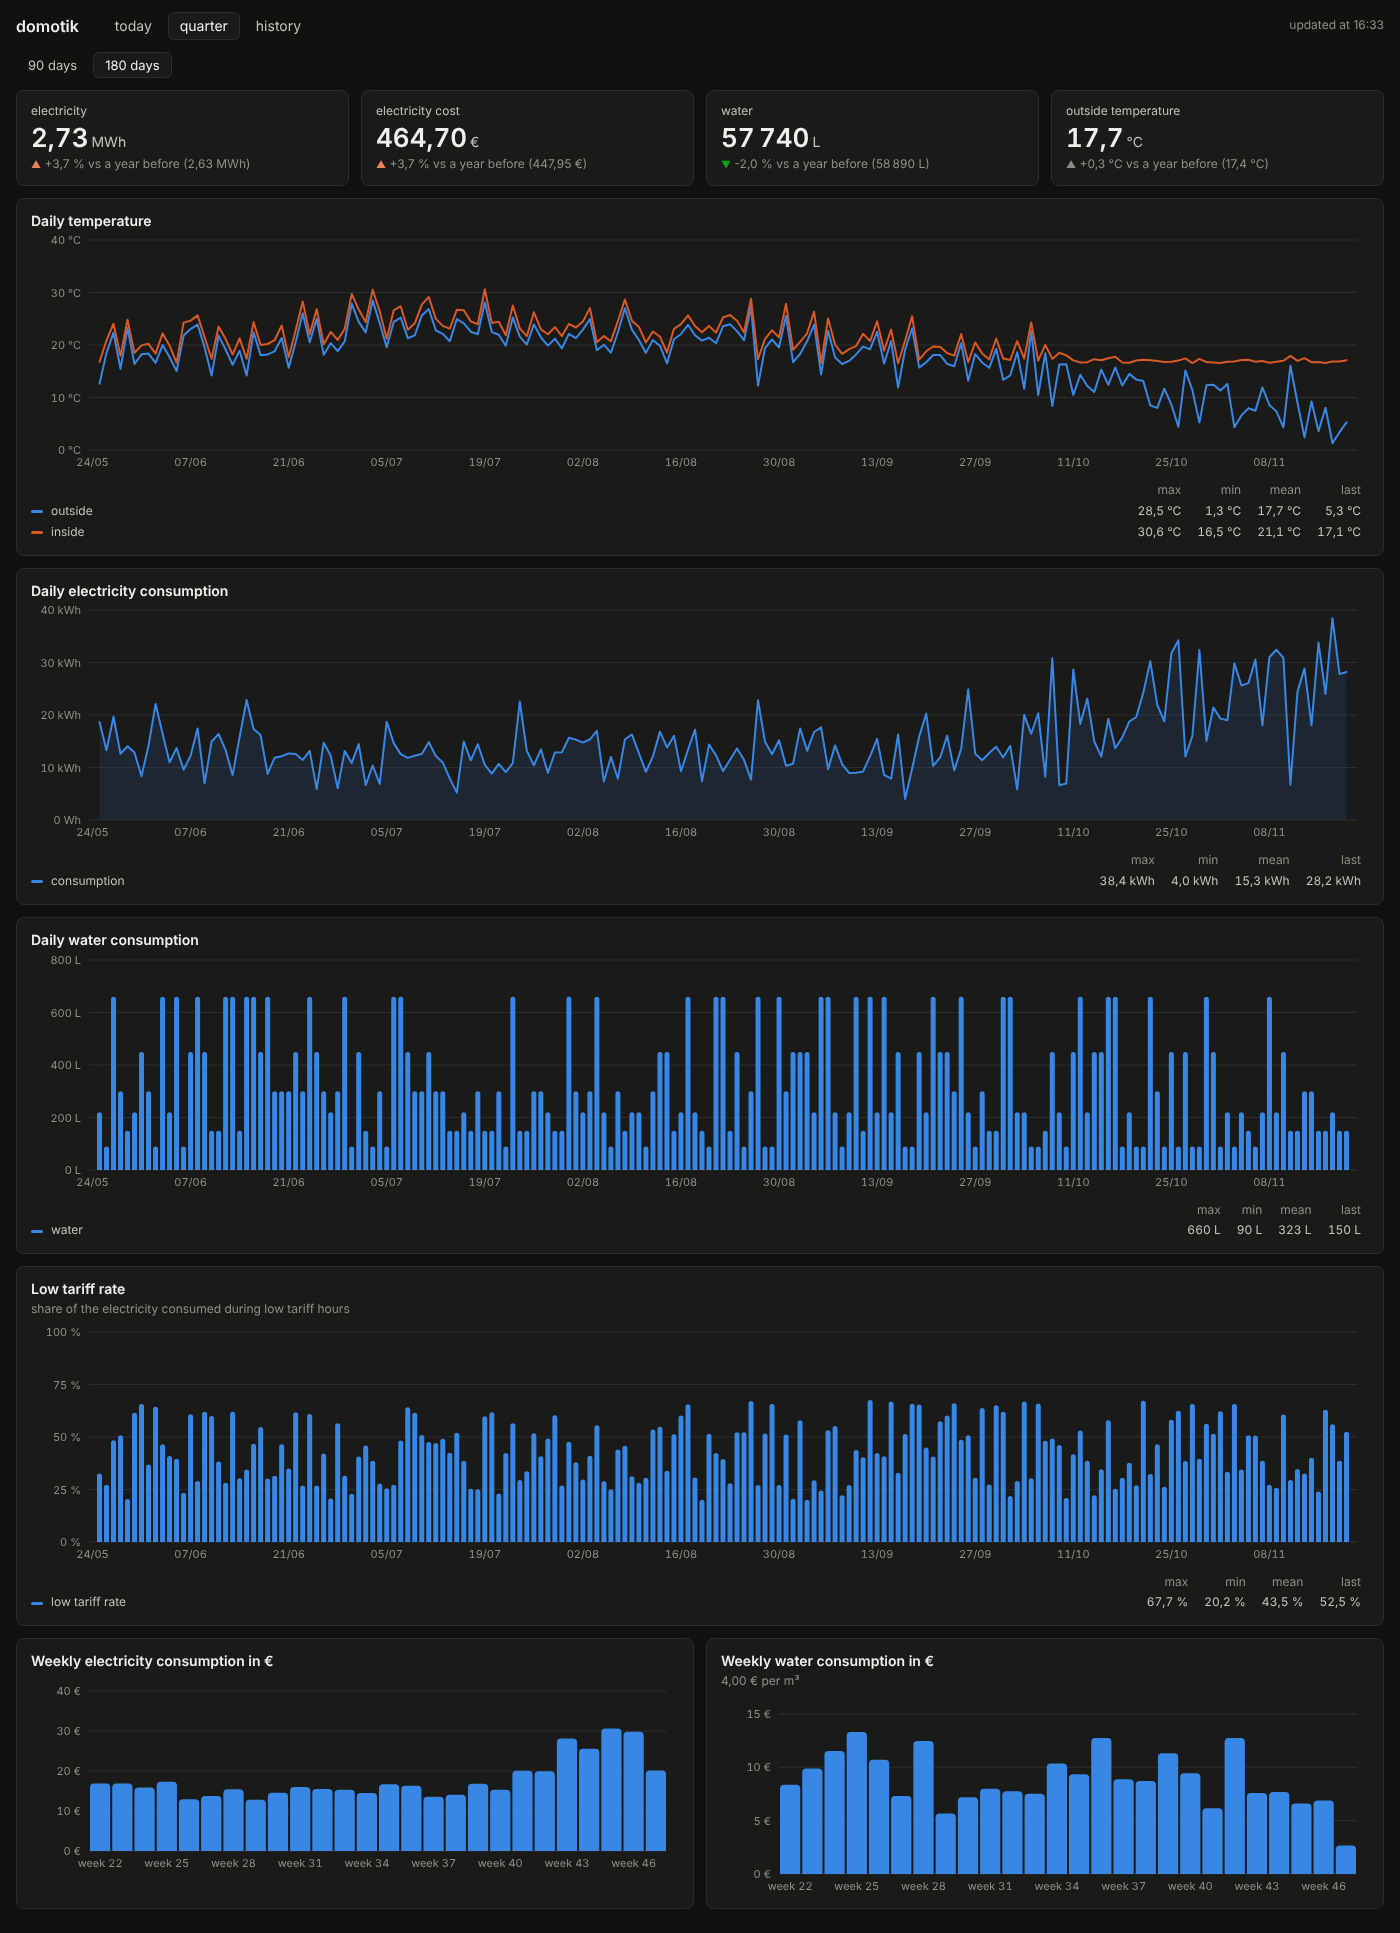 domotik today quarter history updated at 16:33
90 days 180 days
electricity
2,73 MWh
▲ +3,7 % vs a year before (2,63 MWh)
electricity cost
464,70 €
▲ +3,7 % vs a year before (447,95 €)
water
57 740 L
▼ -2,0 % vs a year before (58 890 L)
outside temperature
17,7 °C
▲ +0,3 °C vs a year before (17,4 °C)
Daily temperature
40 °C
30 °C
20 °C
10 °C
0 °C
24/05 07/06 21/06 05/07 19/07 02/08 16/08 30/08 13/09 27/09 11/10 25/10 08/11
max min mean last
outside 28,5 °C 1,3 °C 17,7 °C 5,3 °C
inside 30,6 °C 16,5 °C 21,1 °C 17,1 °C
Daily electricity consumption
40 kWh
30 kWh
20 kWh
10 kWh
0 Wh
24/05 07/06 21/06 05/07 19/07 02/08 16/08 30/08 13/09 27/09 11/10 25/10 08/11
max min mean last
consumption 38,4 kWh 4,0 kWh 15,3 kWh 28,2 kWh
Daily water consumption
800 L
600 L
400 L
200 L
0 L
24/05 07/06 21/06 05/07 19/07 02/08 16/08 30/08 13/09 27/09 11/10 25/10 08/11
max min mean last
water 660 L 90 L 323 L 150 L
Low tariff rate
share of the electricity consumed during low tariff hours
100 %
75 %
50 %
25 %
0 %
24/05 07/06 21/06 05/07 19/07 02/08 16/08 30/08 13/09 27/09 11/10 25/10 08/11
max min mean last
low tariff rate 67,7 % 20,2 % 43,5 % 52,5 %
Weekly electricity consumption in €
40 €
30 €
20 €
10 €
0 €
week 22 week 25 week 28 week 31 week 34 week 37 week 40 week 43 week 46
Weekly water consumption in €
4,00 € per m³
15 €
10 €
5 €
0 €
week 22 week 25 week 28 week 31 week 34 week 37 week 40 week 43 week 46